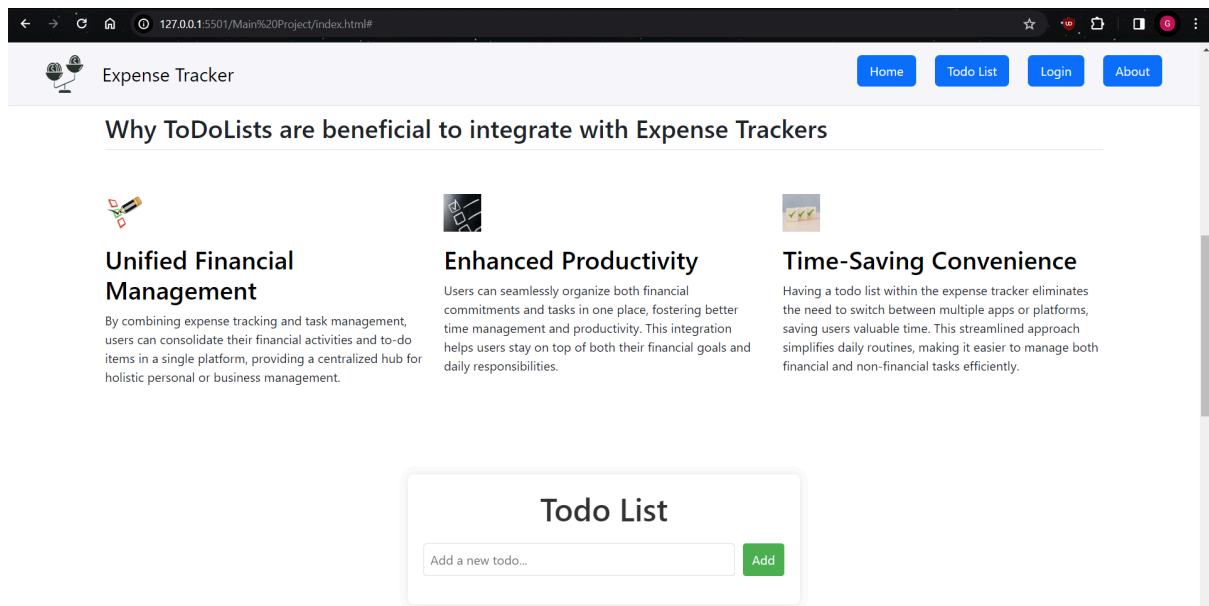 127.0.0.1:5501/Main%20Project/index.html#
G
Expense Tracker
Home
Todo List
Login
About
Why ToDoLists are beneficial to integrate with Expense Trackers
Unified Financial
Management
By combining expense tracking and task management,
users can consolidate their financial activities and to-do
items in a single platform, providing a centralized hub for
holistic personal or business management.
Enhanced Productivity
Users can seamlessly organize both financial
commitments and tasks in one place, fostering better
time management and productivity. This integration
helps users stay on top of both their financial goals and
daily responsibilities.
Time-Saving Convenience
Having a todo list within the expense tracker eliminates
the need to switch between multiple apps or platforms,
saving users valuable time. This streamlined approach
simplifies daily routines, making it easier to manage both
financial and non-financial tasks efficiently.
Todo List
Add a new todo...
Add